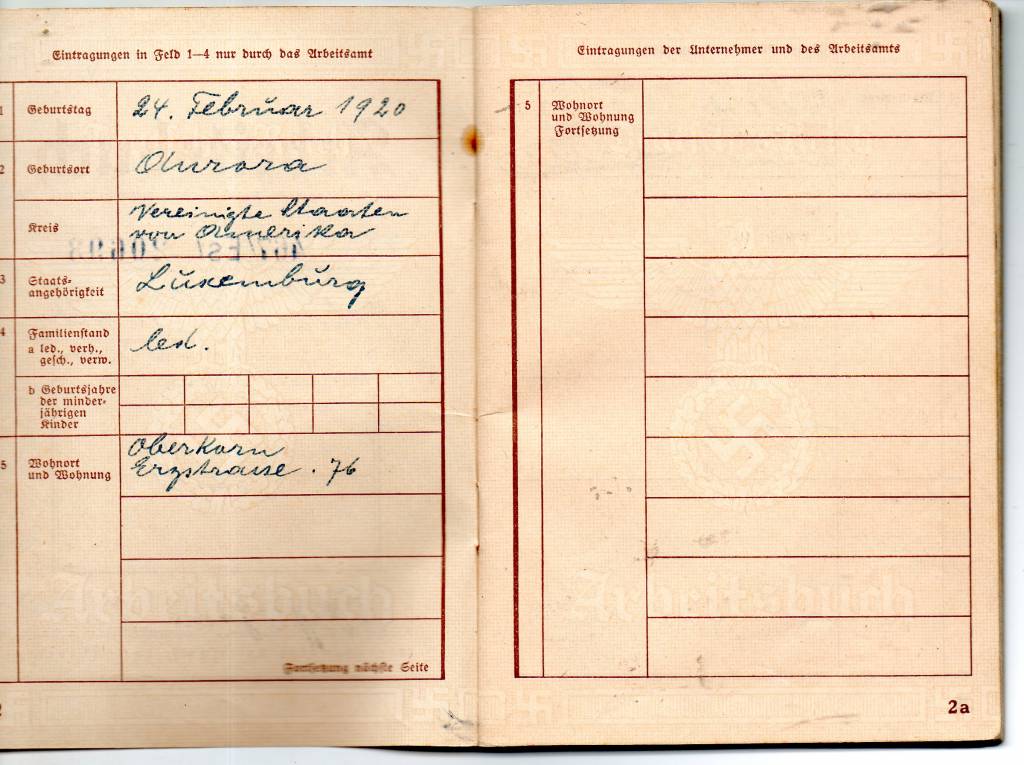 Eintragungen in Feld 1—4 nur durch das Arbeitsamt
1 Geburtstag 24. Februar 1920
2 Geburtsort Aurora
Kreis Vereinigte Staaten
von Amerika
3 Staats-
angehörigkeit Luxemburg
4 Familienstand
a led., verh.,
gesch., verw. led.
b Geburtsjahre
der minder-
jährigen
Kinder
5 Wohnort
und Wohnung Oberkorn
Erzstrasse . 76
Arbeitsbuch
Fortsetzung nächste Seite
2
Eintragungen der Unternehmer und des Arbeitsamts
5 Wohnort
und Wohnung
Fortsetzung
Arbeitsbuch
2a